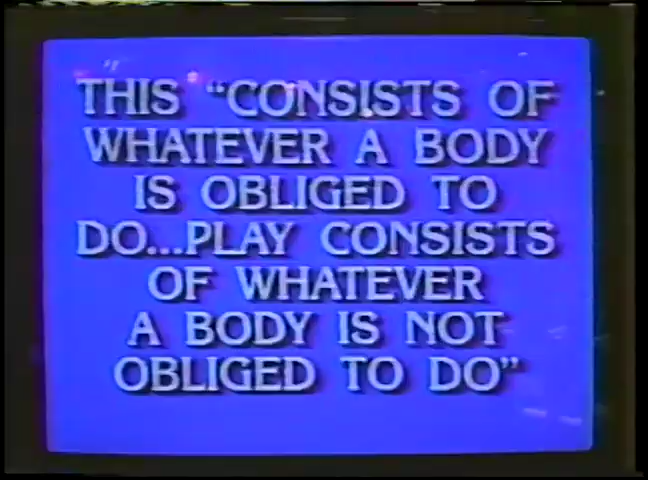 THIS “CONSISTS OF
WHATEVER A BODY
IS OBLIGED TO
DO...PLAY CONSISTS
OF WHATEVER
A BODY IS NOT
OBLIGED TO DO”